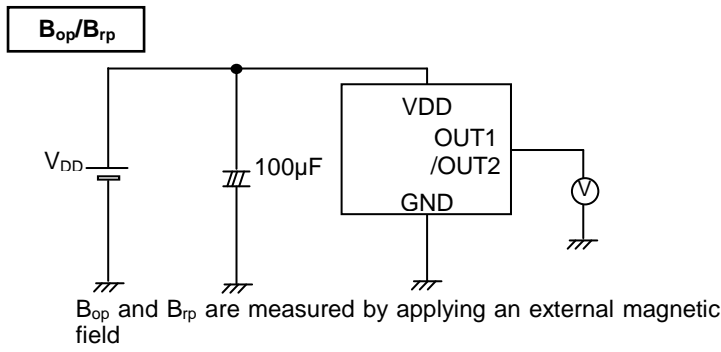 Bop/Brp
VDD
100µF
VDD
OUT1
/OUT2
GND
V
Bop and Brp are measured by applying an external magnetic
field